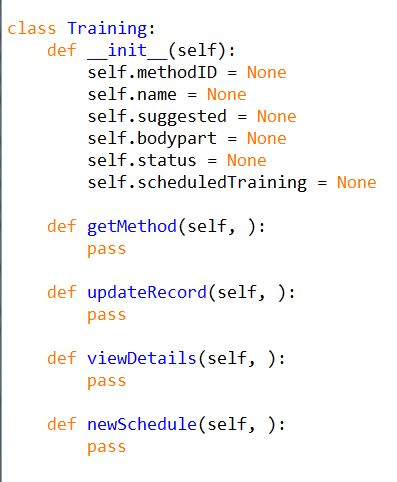 class Training:
    def __init__(self):
        self.methodID = None
        self.name = None
        self.suggested = None
        self.bodypart = None
        self.status = None
        self.scheduledTraining = None

    def getMethod(self, ):
        pass

    def updateRecord(self, ):
        pass

    def viewDetails(self, ):
        pass

    def newSchedule(self, ):
        pass